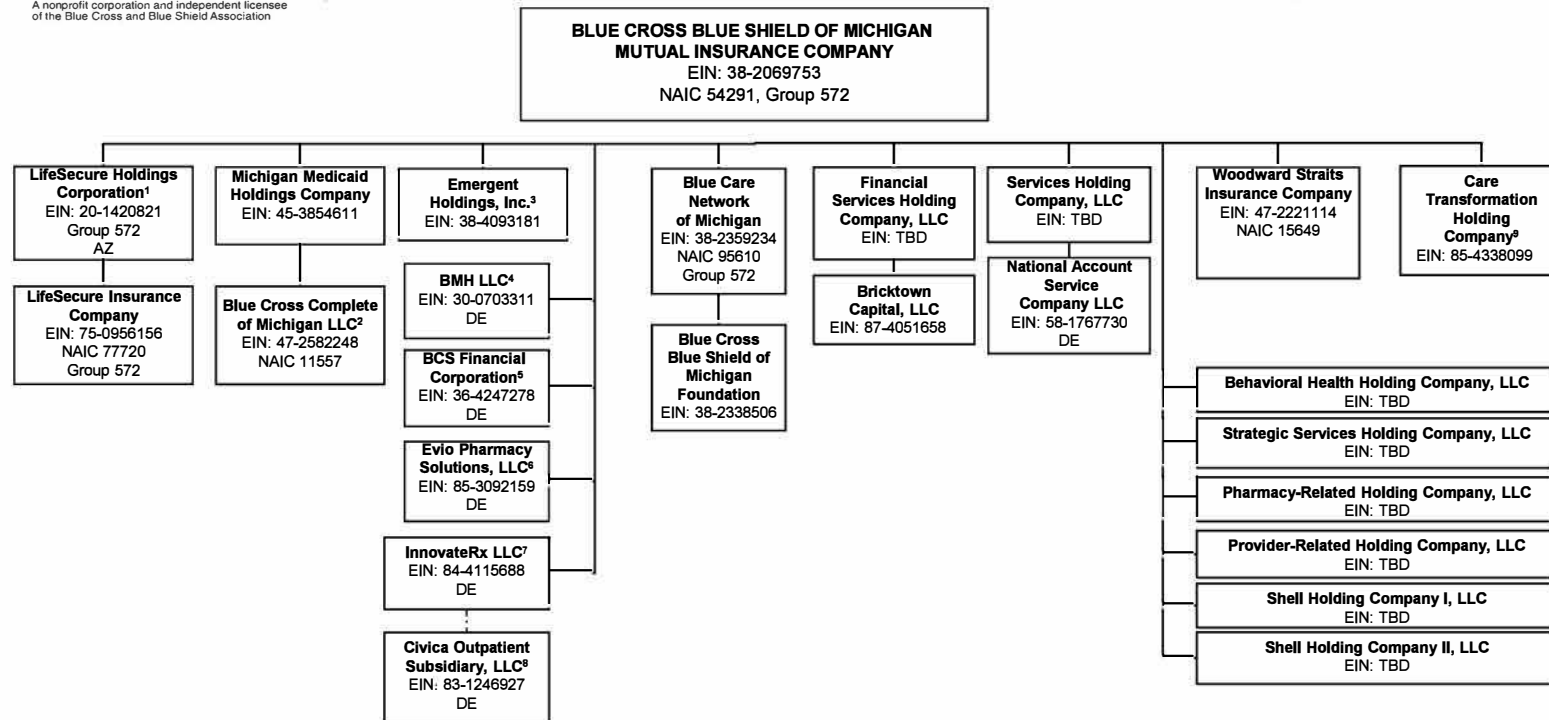 A nonprofit corporation and independent licensee
of the Blue Cross and Blue Shield Association
BLUE CROSS BLUE SHIELD OF MICHIGAN
MUTUAL INSURANCE COMPANY
EIN: 38-2069753
NAIC 54291, Group 572
LifeSecure Holdings
Corporation¹
EIN: 20-1420821
Group 572
AZ
Michigan Medicaid
Holdings Company
EIN: 45-3854611
Emergent
Holdings, Inc.³
EIN: 38-4093181
Blue Care
Network
of Michigan
EIN: 38-2359234
NAIC 95610
Group 572
Financial
Services Holding
Company, LLC
EIN: TBD
Services Holding
Company, LLC
EIN: TBD
Woodward Straits
Insurance Company
EIN: 47-2221114
NAIC 15649
Care
Transformation
Holding
Company⁹
EIN: 85-4338099
LifeSecure Insurance
Company
EIN: 75-0956156
NAIC 77720
Group 572
Blue Cross Complete
of Michigan LLC²
EIN: 47-2582248
NAIC 11557
BMH LLC⁴
EIN: 30-0703311
DE
BCS Financial
Corporation⁵
EIN: 36-4247278
DE
Evio Pharmacy
Solutions, LLC⁶
EIN: 85-3092159
DE
InnovateRx LLC⁷
EIN: 84-4115688
DE
Civica Outpatient
Subsidiary, LLC⁸
EIN: 83-1246927
DE
Blue Cross
Blue Shield of
Michigan
Foundation
EIN: 38-2338506
Bricktown
Capital, LLC
EIN: 87-4051658
National Account
Service
Company LLC
EIN: 58-1767730
DE
Behavioral Health Holding Company, LLC
EIN: TBD
Strategic Services Holding Company, LLC
EIN: TBD
Pharmacy-Related Holding Company, LLC
EIN: TBD
Provider-Related Holding Company, LLC
EIN: TBD
Shell Holding Company I, LLC
EIN: TBD
Shell Holding Company II, LLC
EIN: TBD